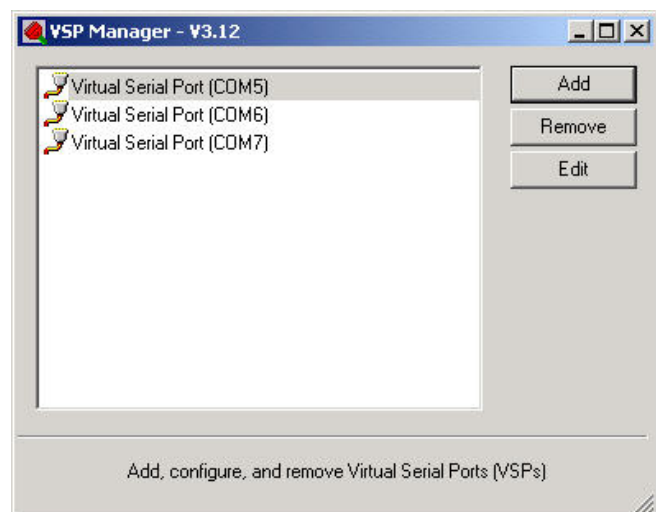 VSP Manager - V3.12
Virtual Serial Port (COM5)
Virtual Serial Port (COM6)
Virtual Serial Port (COM7)
Add
Remove
Edit
Add, configure, and remove Virtual Serial Ports (VSPs)